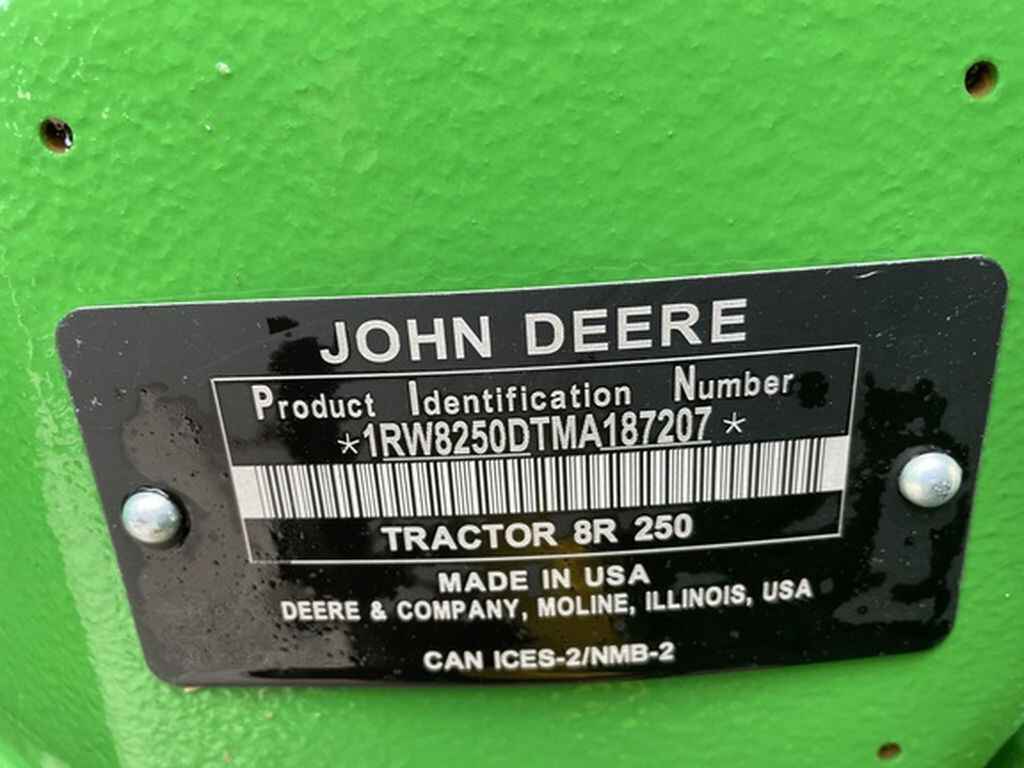 JOHN DEERE
Product Identification Number
*1RW8250DTMA187207*
TRACTOR 8R 250
MADE IN USA
DEERE & COMPANY, MOLINE, ILLINOIS, USA
CAN ICES-2/NMB-2